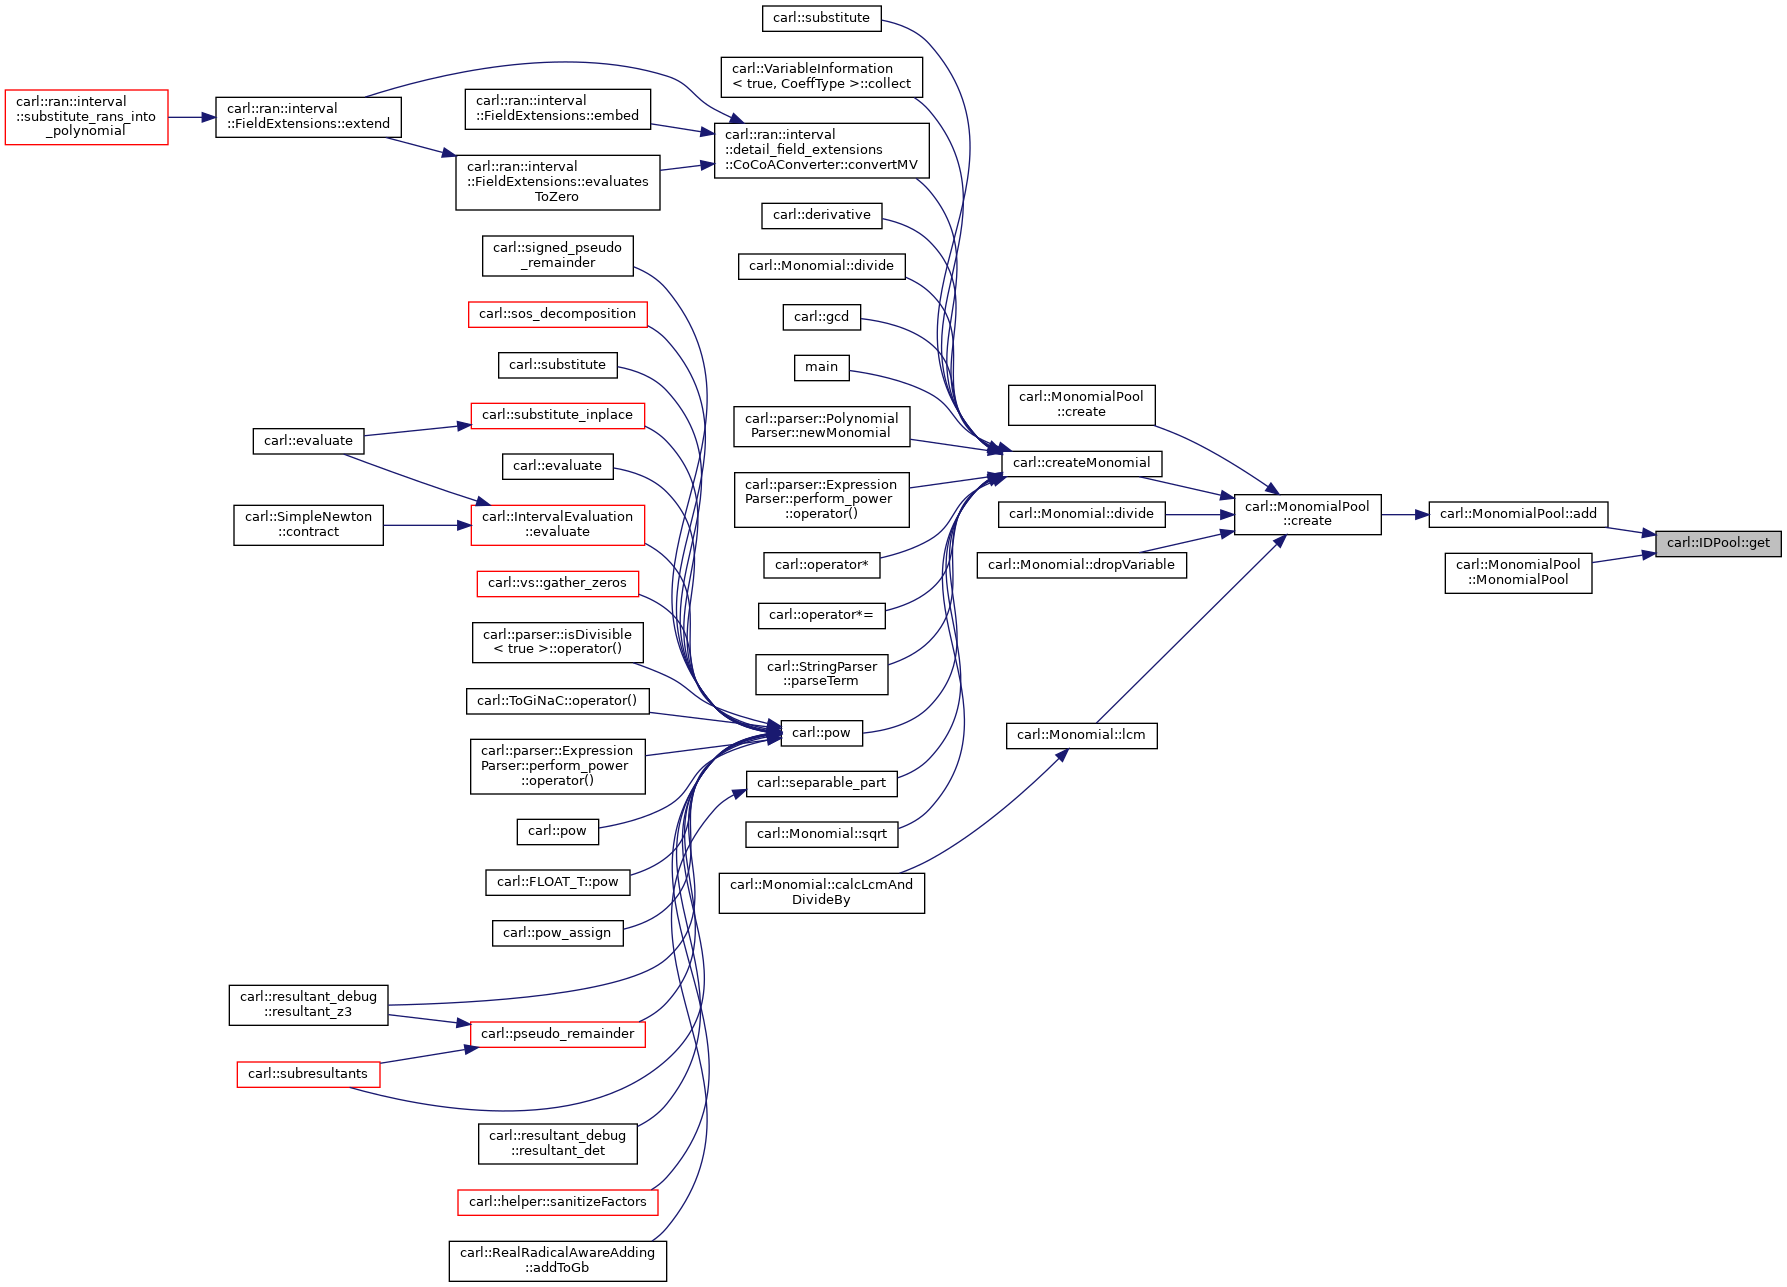 carl::substitute
carl::VariableInformation
< true, CoeffType >::collect
carl::ran::interval
::substitute_rans_into
_polynomial
carl::ran::interval
::FieldExtensions::extend
carl::ran::interval
::FieldExtensions::embed
carl::ran::interval
::detail_field_extensions
::CoCoAConverter::convertMV
carl::ran::interval
::FieldExtensions::evaluates
ToZero
carl::derivative
carl::signed_pseudo
_remainder
carl::Monomial::divide
carl::sos_decomposition
carl::gcd
carl::substitute
main
carl::MonomialPool
::create
carl::substitute_inplace
carl::parser::Polynomial
Parser::newMonomial
carl::evaluate
carl::evaluate
carl::createMonomial
carl::parser::Expression
Parser::perform_power
::operator()
carl::MonomialPool
::create
carl::Monomial::divide
carl::MonomialPool::add
carl::SimpleNewton
::contract
carl::IntervalEvaluation
::evaluate
carl::IDPool::get
carl::operator*
carl::Monomial::dropVariable
carl::MonomialPool
::MonomialPool
carl::vs::gather_zeros
carl::operator*=
carl::parser::isDivisible
< true >::operator()
carl::StringParser
::parseTerm
carl::ToGiNaC::operator()
carl::pow
carl::Monomial::lcm
carl::parser::Expression
Parser::perform_power
::operator()
carl::separable_part
carl::pow
carl::Monomial::sqrt
carl::FLOAT_T::pow
carl::Monomial::calcLcmAnd
DivideBy
carl::pow_assign
carl::resultant_debug
::resultant_z3
carl::pseudo_remainder
carl::subresultants
carl::resultant_debug
::resultant_det
carl::helper::sanitizeFactors
carl::RealRadicalAwareAdding
::addToGb